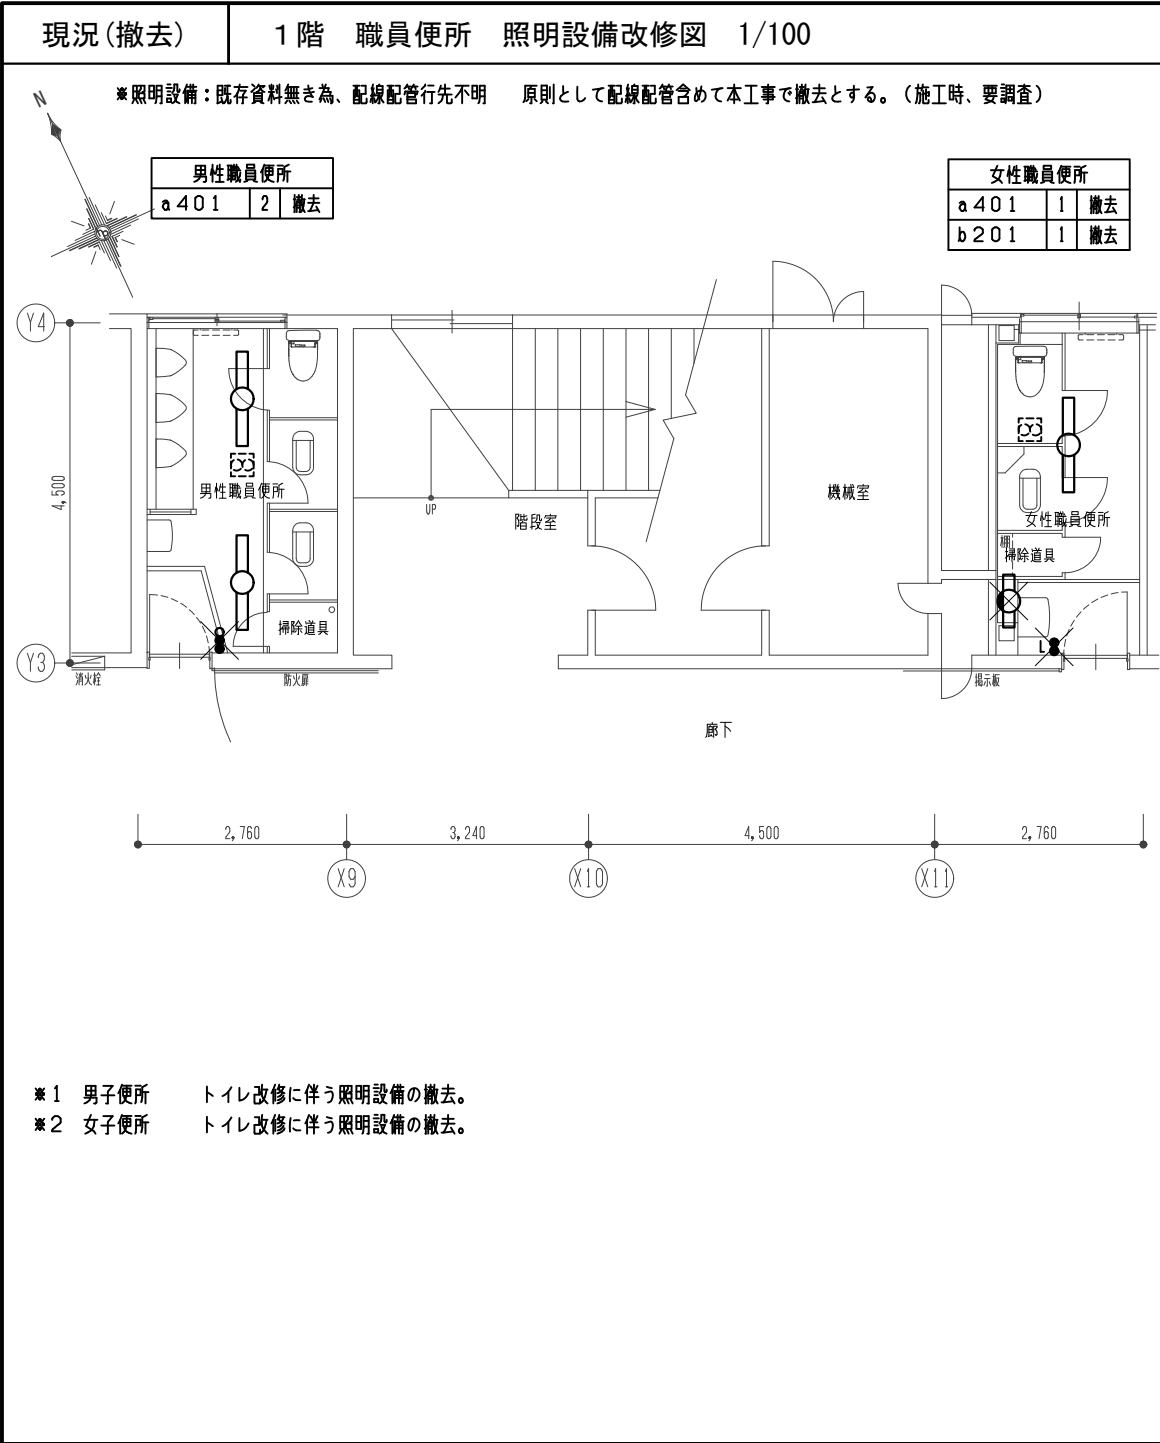 現況(撤去)
1階 職員便所 照明設備改修図 1/100
※照明設備：既存資料無き為、配線配管行先不明 原則として配線配管含めて本工事で撤去とする。（施工時、要調査）
N
男性職員便所
a401 2 撤去
女性職員便所
a401 1 撤去
b201 1 撤去
Y4
4,500
男性職員便所
UP
階段室
機械室
女性職員便所
棚
掃除道具
掃除道具
L
Y3
消火栓
防火扉
掲示板
廊下
2,760
3,240
4,500
2,760
X9
X10
X11
※1 男子便所 トイレ改修に伴う照明設備の撤去。
※2 女子便所 トイレ改修に伴う照明設備の撤去。